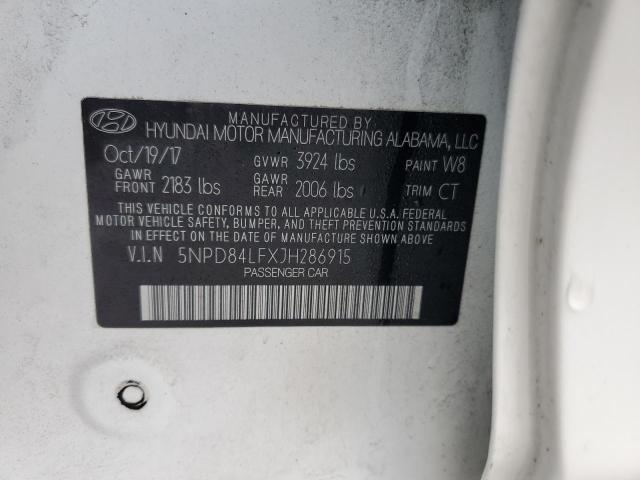 MANUFACTURED BY
HYUNDAI MOTOR MANUFACTURING ALABAMA, LLC
Oct/19/17 GVWR 3924 lbs PAINT W8
GAWR FRONT 2183 lbs GAWR REAR 2006 lbs TRIM CT
THIS VEHICLE CONFORMS TO ALL APPLICABLE U.S.A. FEDERAL
MOTOR VEHICLE SAFETY, BUMPER, AND THEFT PREVENTION STANDARDS
IN EFFECT ON THE DATE OF MANUFACTURE SHOWN ABOVE.
V.I.N 5NPD84LFXJH286915
PASSENGER CAR